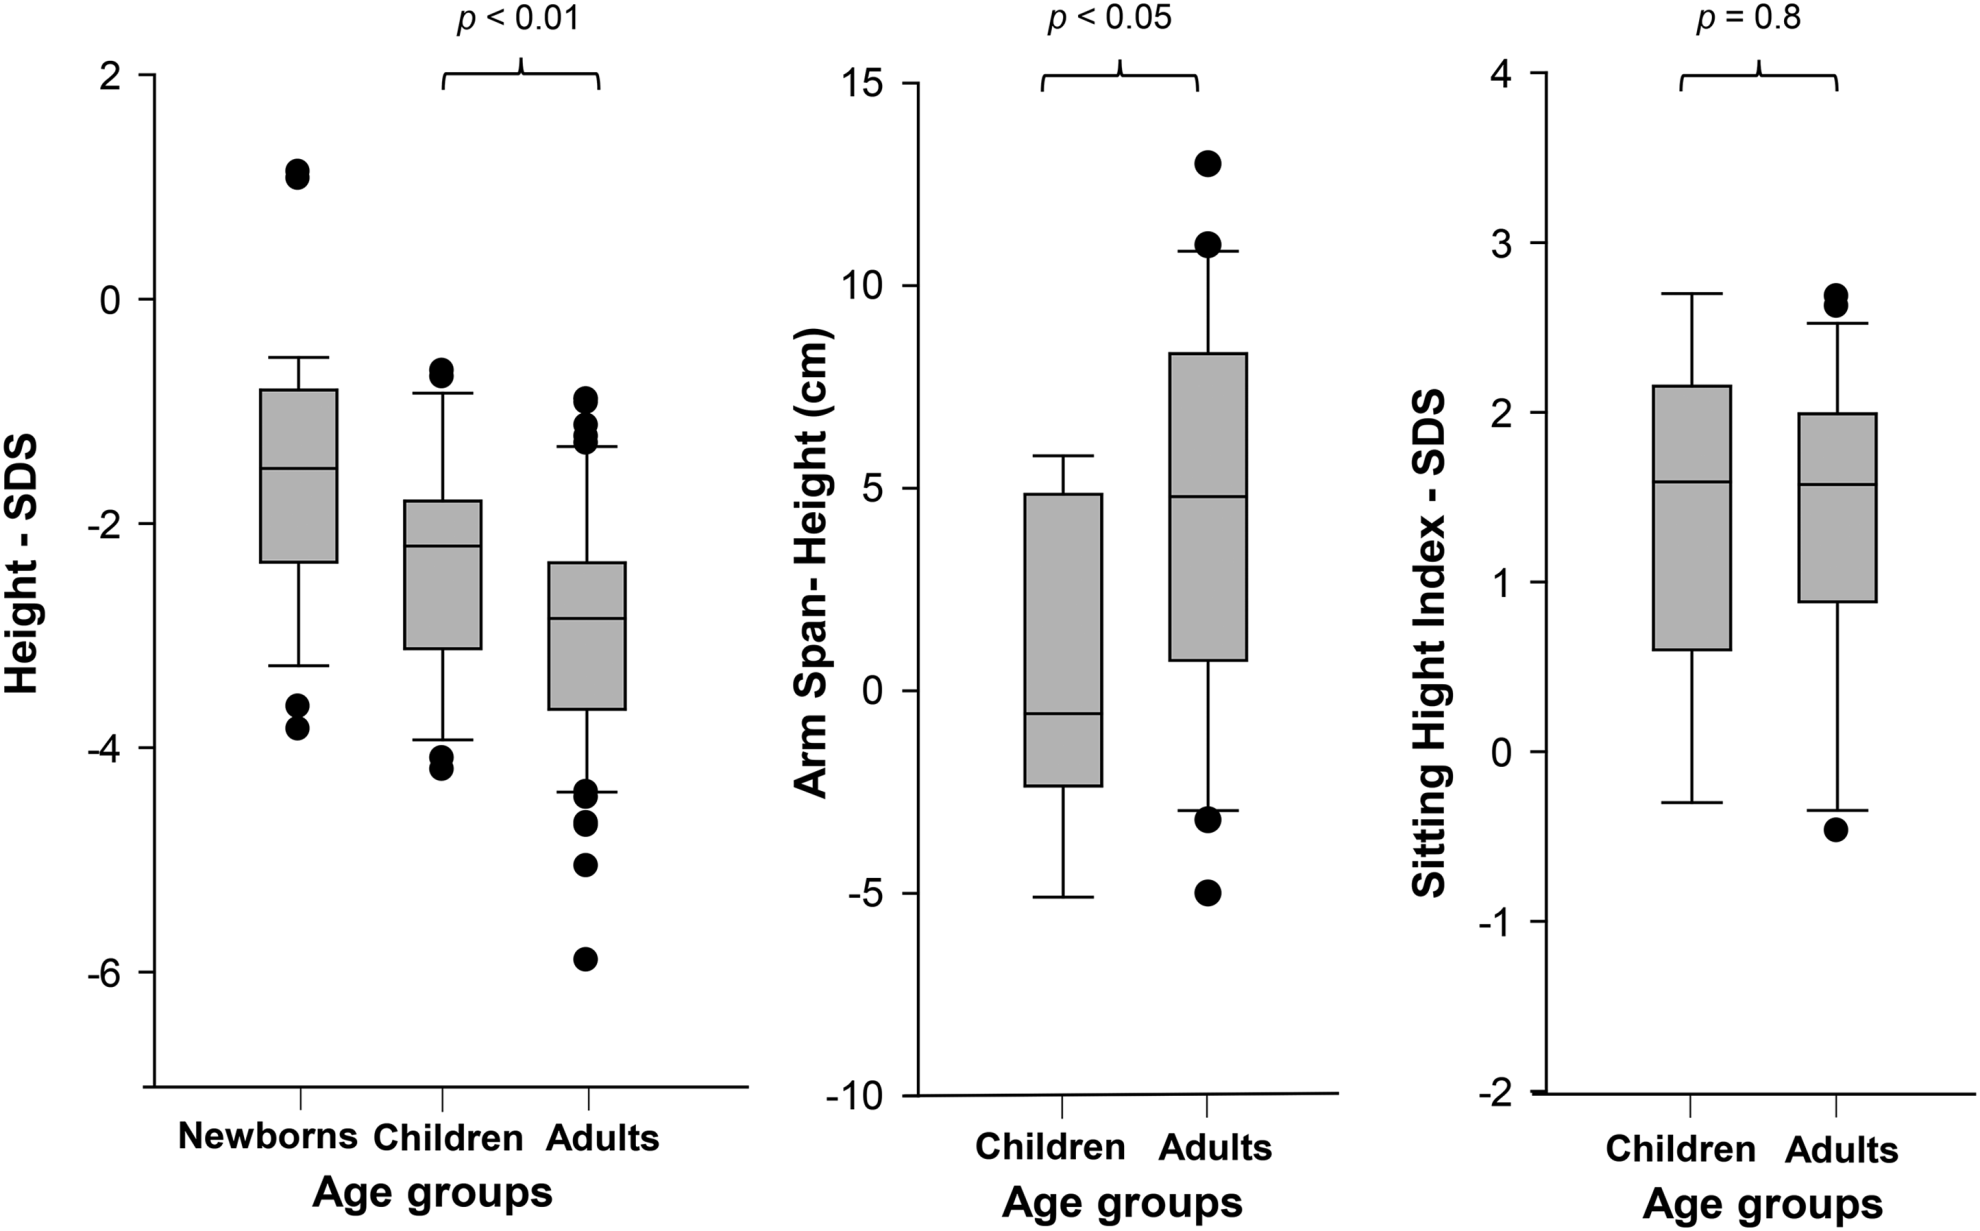 p < 0.01
2
0
-2
-4
-6
Height - SDS
Newborns Children Adults
Age groups
p < 0.05
15
10
5
0
-5
-10
Arm Span- Height (cm)
Children Adults
Age groups
p = 0.8
4
3
2
1
0
-1
-2
Sitting Hight Index - SDS
Children Adults
Age groups